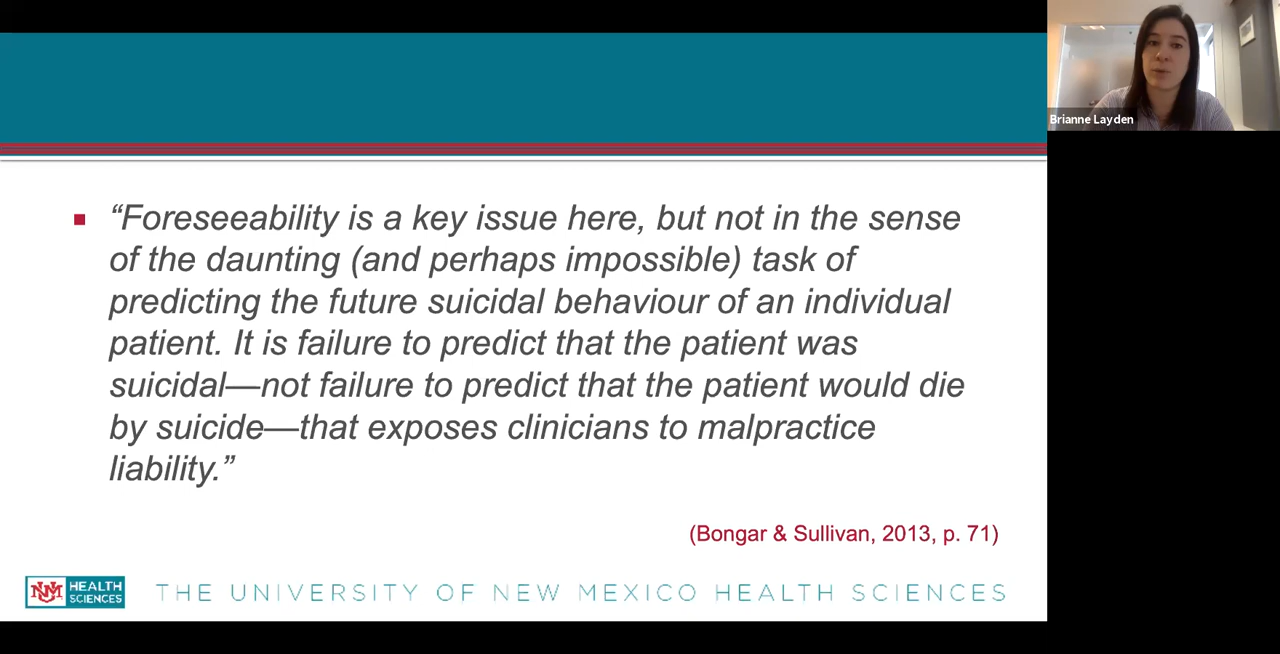 Brianne Layden
“Foreseeability is a key issue here, but not in the sense
of the daunting (and perhaps impossible) task of
predicting the future suicidal behaviour of an individual
patient. It is failure to predict that the patient was
suicidal—not failure to predict that the patient would die
by suicide—that exposes clinicians to malpractice
liability.”
(Bongar & Sullivan, 2013, p. 71)
UNM HEALTH
SCIENCES
THE UNIVERSITY OF NEW MEXICO HEALTH SCIENCES